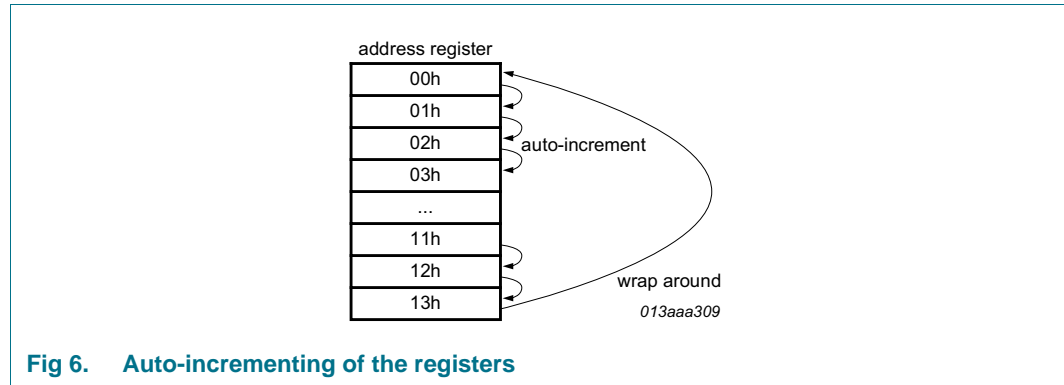 address register
00h
01h
02h
auto-increment
03h
...
11h
12h
wrap around
13h
013aaa309
Fig 6. Auto-incrementing of the registers